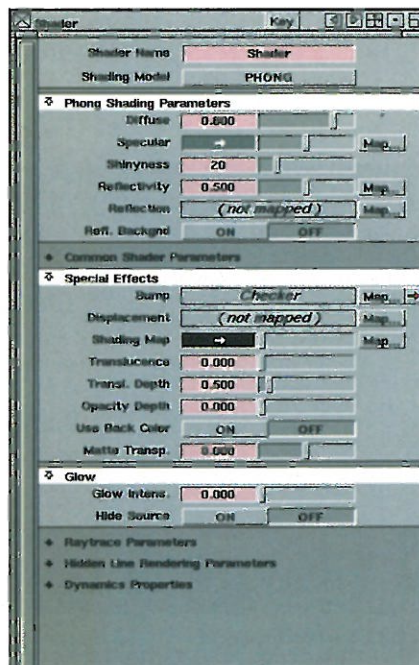 Shader Key
Shader Name Shader
Shading Model PHONG
Phong Shading Parameters
Diffuse 0.800
Specular Map...
Shinyness 20
Reflectivity 0.500 Map...
Reflection (not mapped) Map...
Refl. Backgnd ON OFF
Common Shader Parameters
Special Effects
Bump Checker Map...
Displacement (not mapped) Map...
Shading Map Map...
Translucence 0.000
Transl. Depth 0.500
Opacity Depth 0.000
Use Back Color ON OFF
Matte Transp. 0.000
Glow
Glow Intens. 0.000
Hide Source ON OFF
Raytrace Parameters
Hidden Line Rendering Parameters
Dynamics Properties